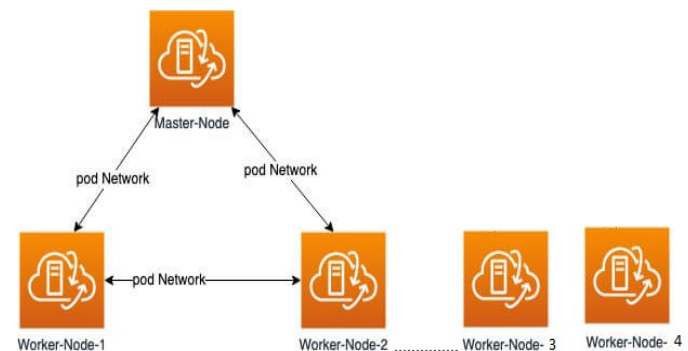 Master-Node
pod Network
pod Network
pod Network
Worker-Node-1
Worker-Node-2 ................ Worker-Node- 3
Worker-Node- 4